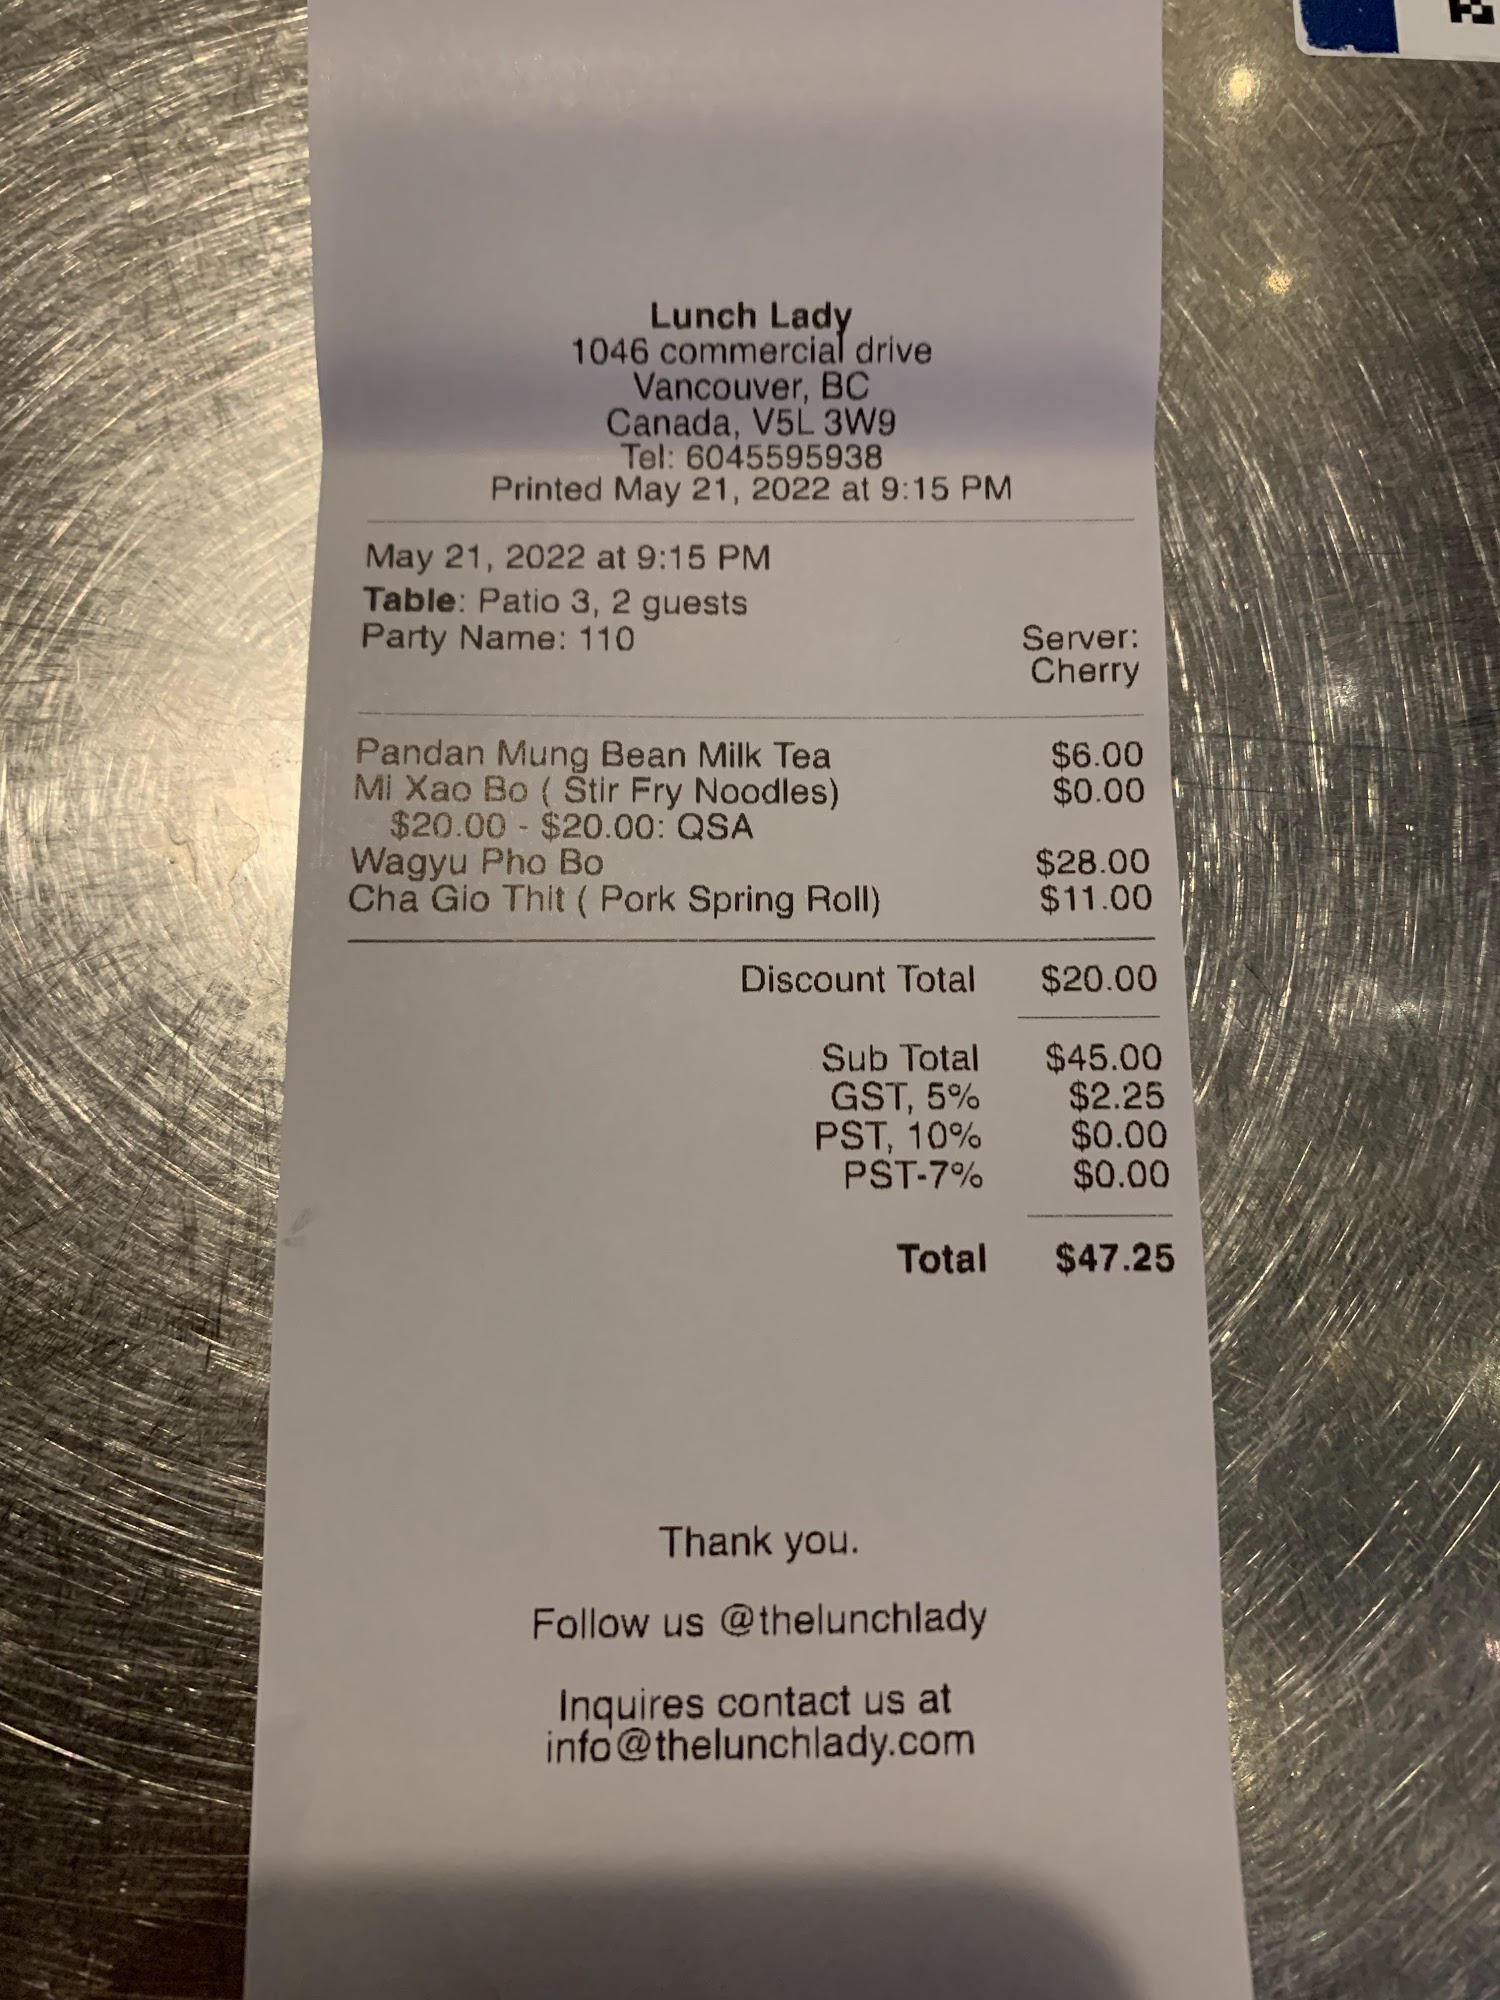 Lunch Lady
1046 commercial drive
Vancouver, BC
Canada, V5L 3W9
Tel: 6045595938
Printed May 21, 2022 at 9:15 PM
May 21, 2022 at 9:15 PM
Table: Patio 3, 2 guests
Party Name: 110 Server:
Cherry
Pandan Mung Bean Milk Tea $6.00
Mi Xao Bo ( Stir Fry Noodles) $0.00
$20.00 - $20.00: QSA
Wagyu Pho Bo $28.00
Cha Gio Thit ( Pork Spring Roll) $11.00
Discount Total $20.00
Sub Total $45.00
GST, 5% $2.25
PST, 10% $0.00
PST-7% $0.00
Total $47.25
Thank you.
Follow us @thelunchlady
Inquires contact us at
info@thelunchlady.com